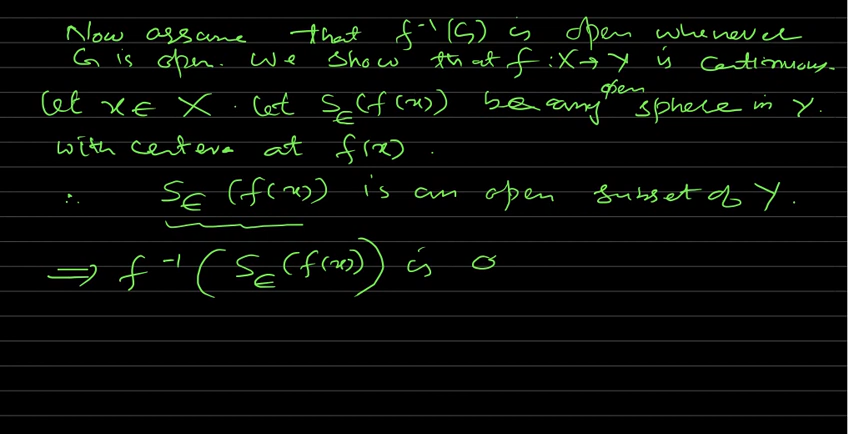 Now assume that f⁻¹(G) is open whenever
G is open. We show that f : X → Y is continuous.
Let x ∈ X. Let S_ϵ(f(x)) be any open sphere in Y.
with centere at f(x).
∴ S_ϵ (f(x)) is an open subset of Y.
⟹ f⁻¹ (S_ϵ(f(x))) is o